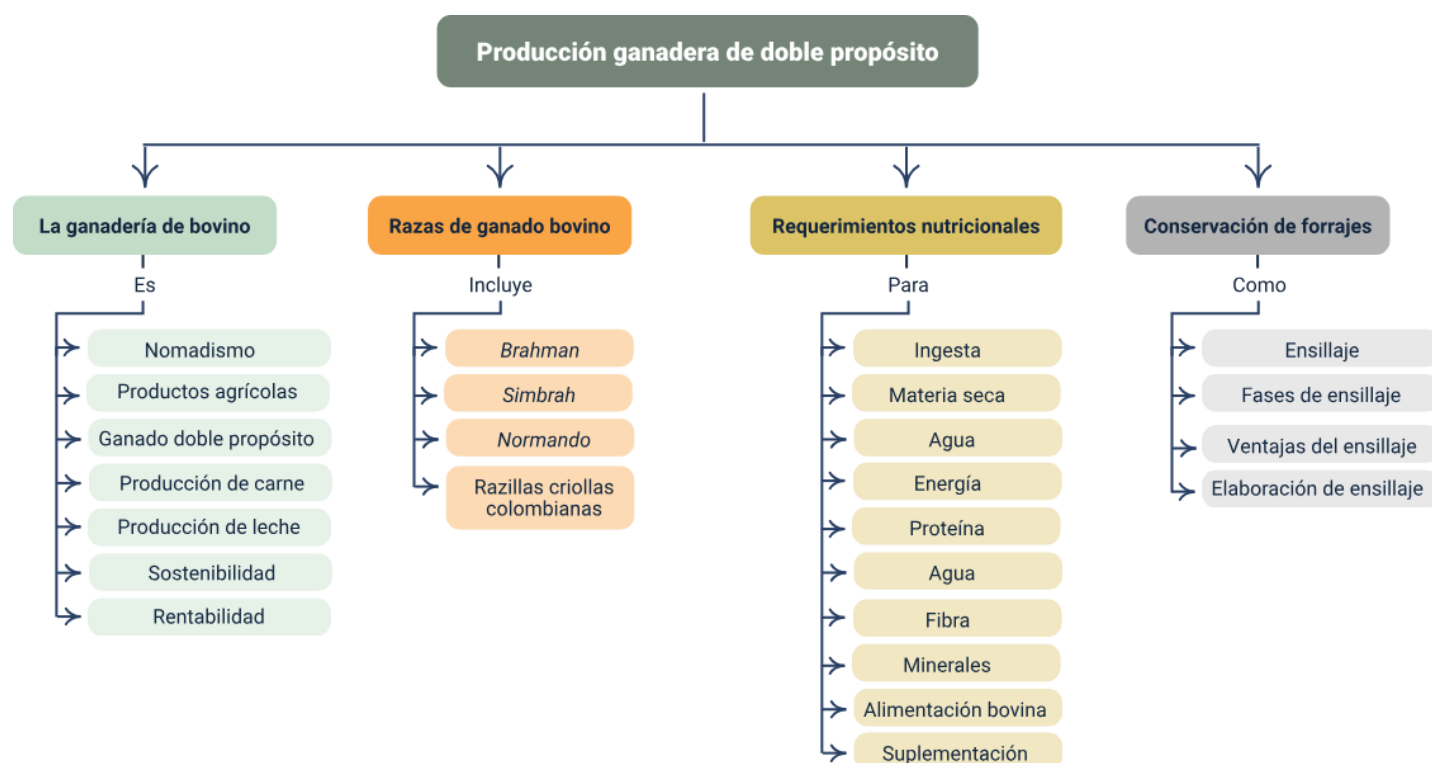 Producción ganadera de doble propósito
La ganadería de bovino
Es
Nomadismo
Productos agrícolas
Ganado doble propósito
Producción de carne
Producción de leche
Sostenibilidad
Rentabilidad
Razas de ganado bovino
Incluye
Brahman
Simbrah
Normando
Razillas criollas
colombianas
Requerimientos nutricionales
Para
Ingesta
Materia seca
Agua
Energía
Proteína
Agua
Fibra
Minerales
Alimentación bovina
Suplementación
Conservación de forrajes
Como
Ensillaje
Fases de ensillaje
Ventajas del ensillaje
Elaboración de ensillaje